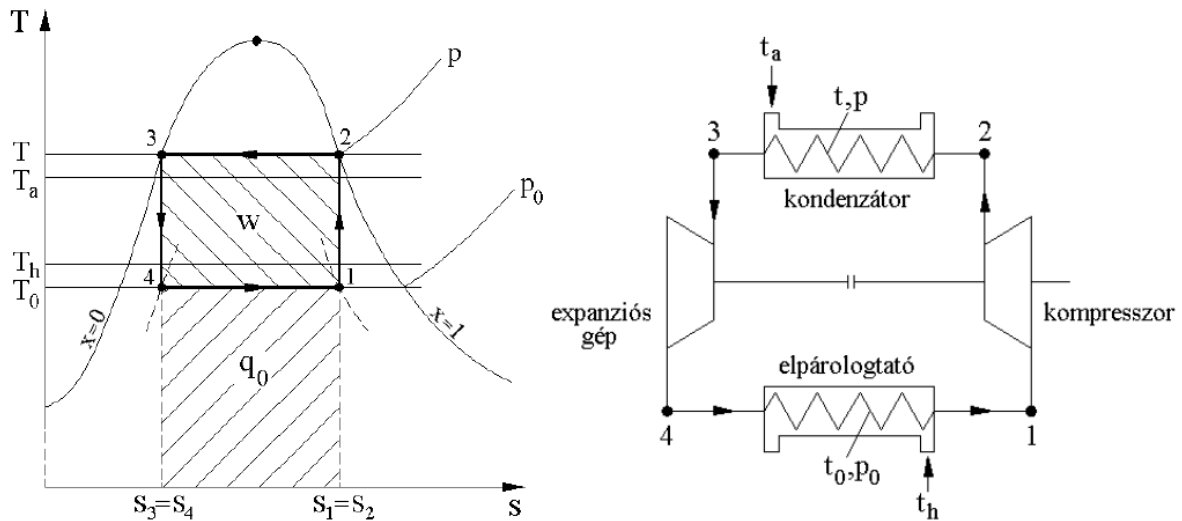 T
p
3
2
T
T_a
w
p_0
T_h
T_0
4
1
x=0
x=1
q_0
S_3=S_4
S_1=S_2
s
t_a
t,p
3
2
kondenzátor
expanziós
gép
kompresszor
elpárologtató
4
1
t_0,p_0
t_h